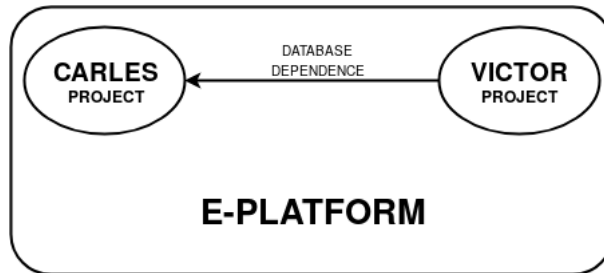 CARLES
PROJECT
DATABASE
DEPENDENCE
VICTOR
PROJECT
E-PLATFORM